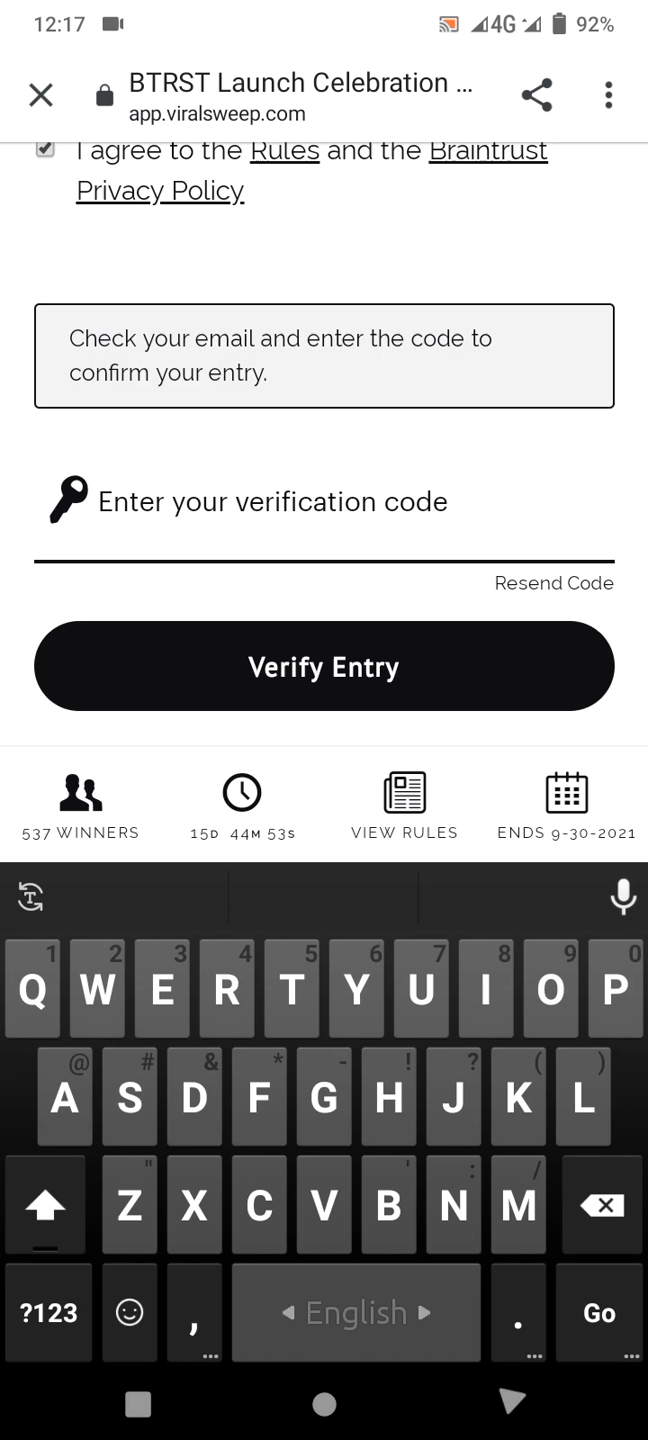 12:17 4G 92%
BTRST Launch Celebration ...
app.viralsweep.com
I agree to the Rules and the Braintrust
Privacy Policy
Check your email and enter the code to
confirm your entry.
Enter your verification code
Resend Code
Verify Entry
537 WINNERS 15D 44M 53S VIEW RULES ENDS 9-30-2021
T
1 2 3 4 5 6 7 8 9 0
Q W E R T Y U I O P
@ # & * - ! ? ( )
A S D F G H J K L
" ' : /
Z X C V B N M
?123 , English . Go